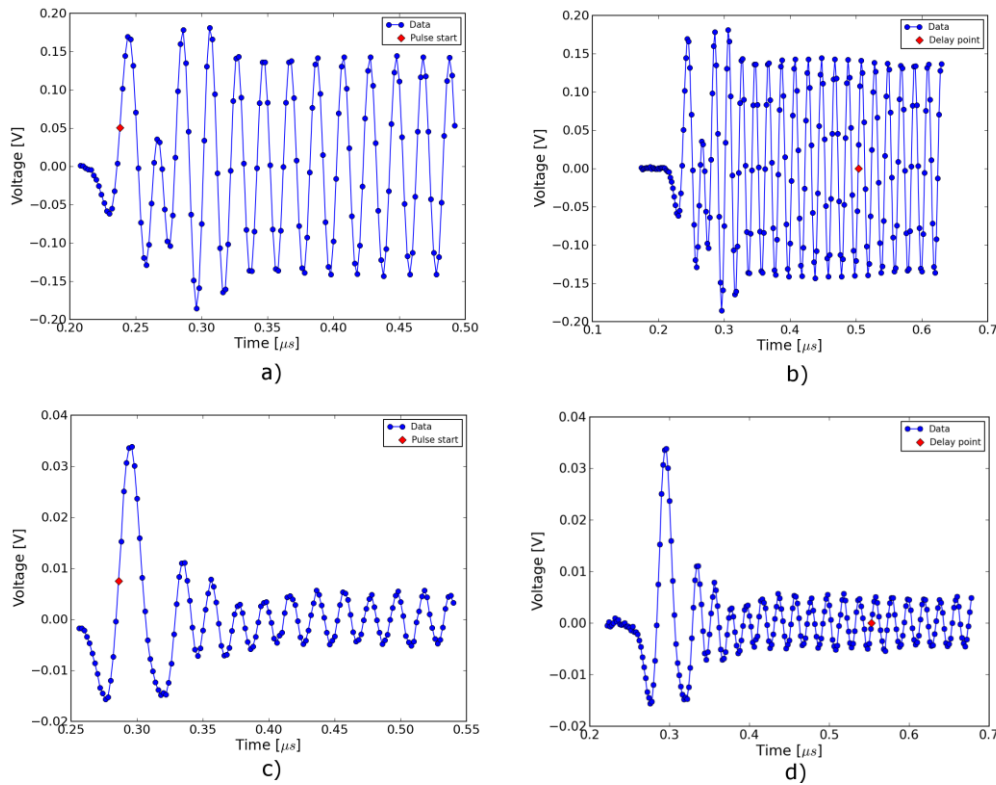 0.20
0.15
0.10
0.05
0.00
−0.05
−0.10
−0.15
−0.20
Voltage [V]
0.20 0.25 0.30 0.35 0.40 0.45 0.50
Time [μs]
Data
Pulse start
a)
0.20
0.15
0.10
0.05
0.00
−0.05
−0.10
−0.15
−0.20
Voltage [V]
0.1 0.2 0.3 0.4 0.5 0.6 0.7
Time [μs]
Data
Delay point
b)
0.04
0.03
0.02
0.01
0.00
−0.01
−0.02
Voltage [V]
0.25 0.30 0.35 0.40 0.45 0.50 0.55
Time [μs]
Data
Pulse start
c)
0.04
0.03
0.02
0.01
0.00
−0.01
−0.02
Voltage [V]
0.2 0.3 0.4 0.5 0.6 0.7
Time [μs]
Data
Delay point
d)